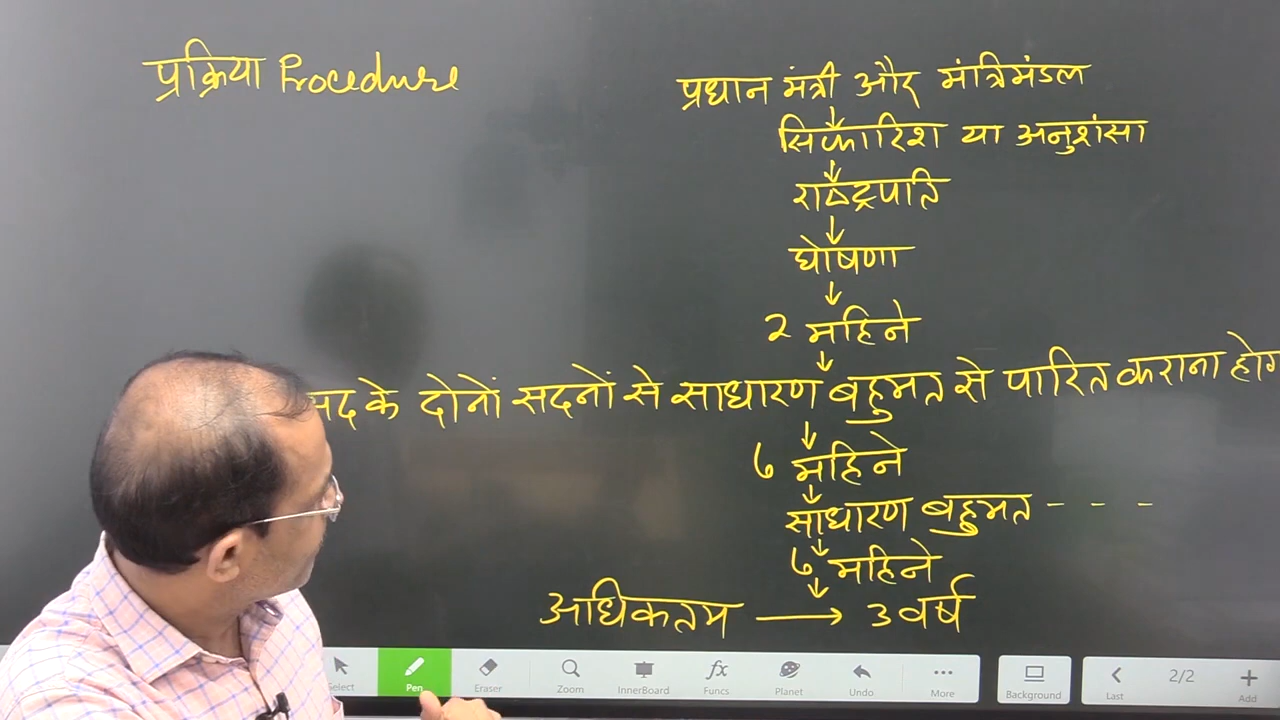 प्रक्रिया Procedure
प्रधान मंत्री और मंत्रिमंडल
सिफारिश या अनुशंसा
राष्ट्रपति
घोषणा
2 महिने
सद के दोनों सदनों से साधारण बहुमत से पारित कराना होग
6 महिने
साधारण बहुमत - - -
6 महिने
अधिकतम → 3 वर्ष
Select Pen Eraser Zoom InnerBoard fx Funcs Planet Undo More Background Last 2/2 Add